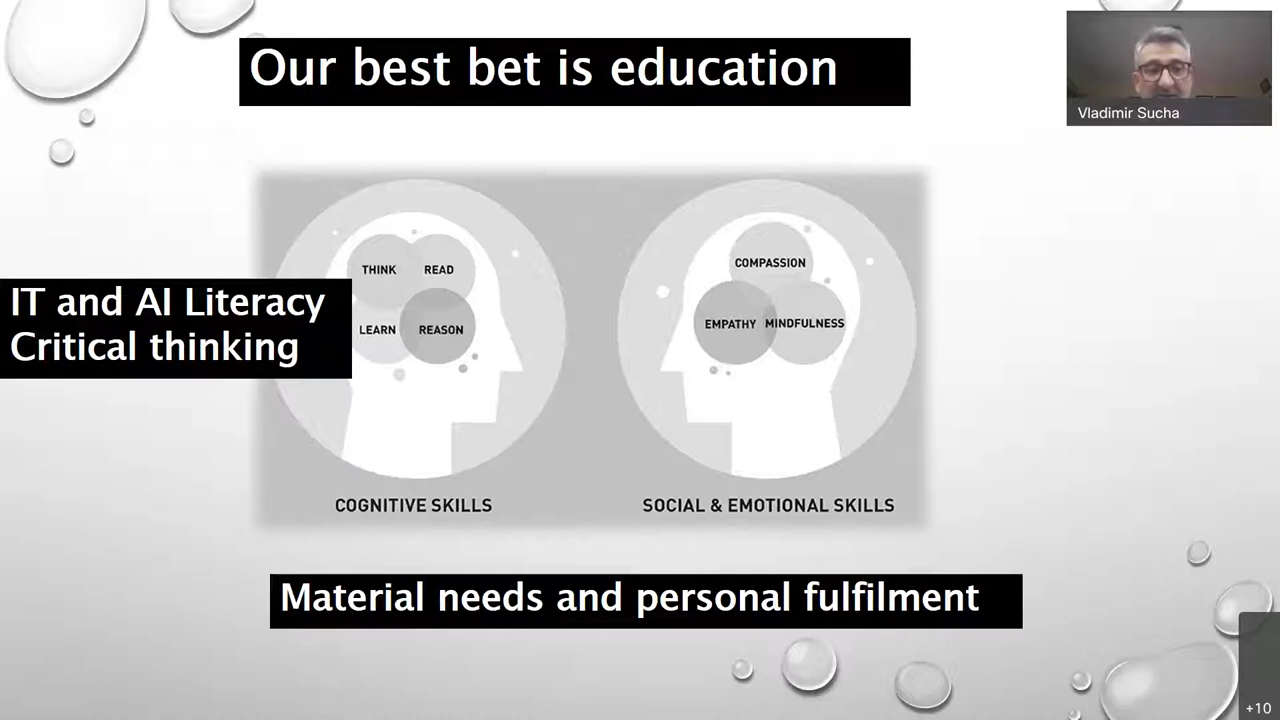 Our best bet is education
Vladimir Sucha
IT and AI Literacy
Critical thinking
THINK
READ
LEARN
REASON
COMPASSION
EMPATHY
MINDFULNESS
COGNITIVE SKILLS
SOCIAL & EMOTIONAL SKILLS
Material needs and personal fulfilment
+10